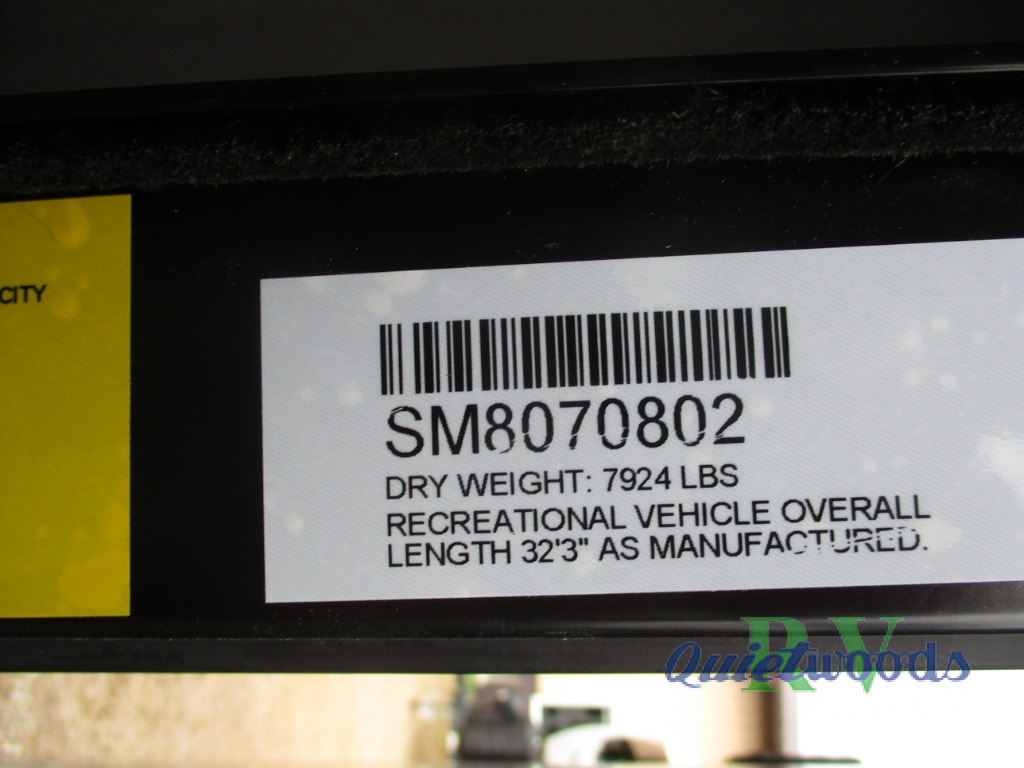 CITY
SM8070802
DRY WEIGHT: 7924 LBS
RECREATIONAL VEHICLE OVERALL
LENGTH 32'3" AS MANUFACTURED.
RV
Quietwoods